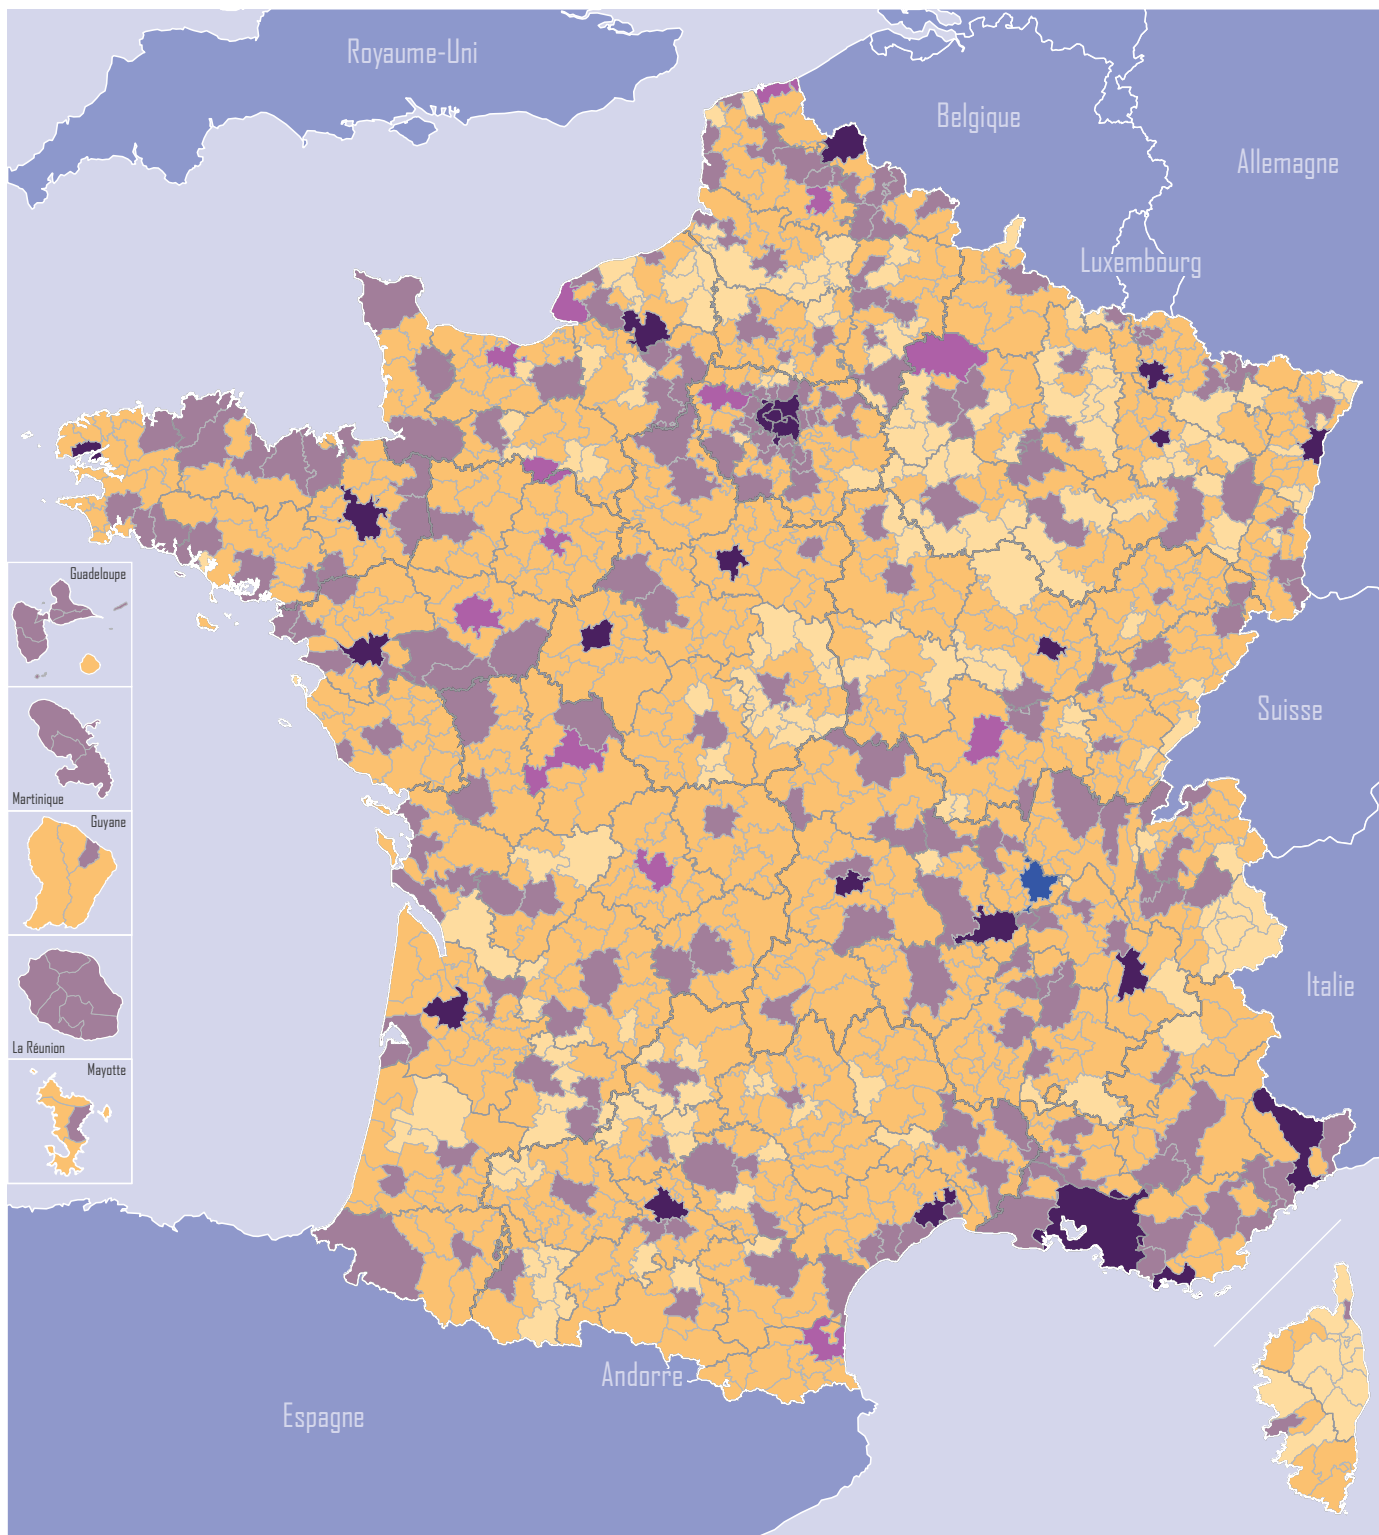 Royaume-Uni
Belgique
Allemagne
Luxembourg
Guadeloupe
Suisse
Martinique
Guyane
Italie
La Réunion
Mayotte
Andorre
Espagne